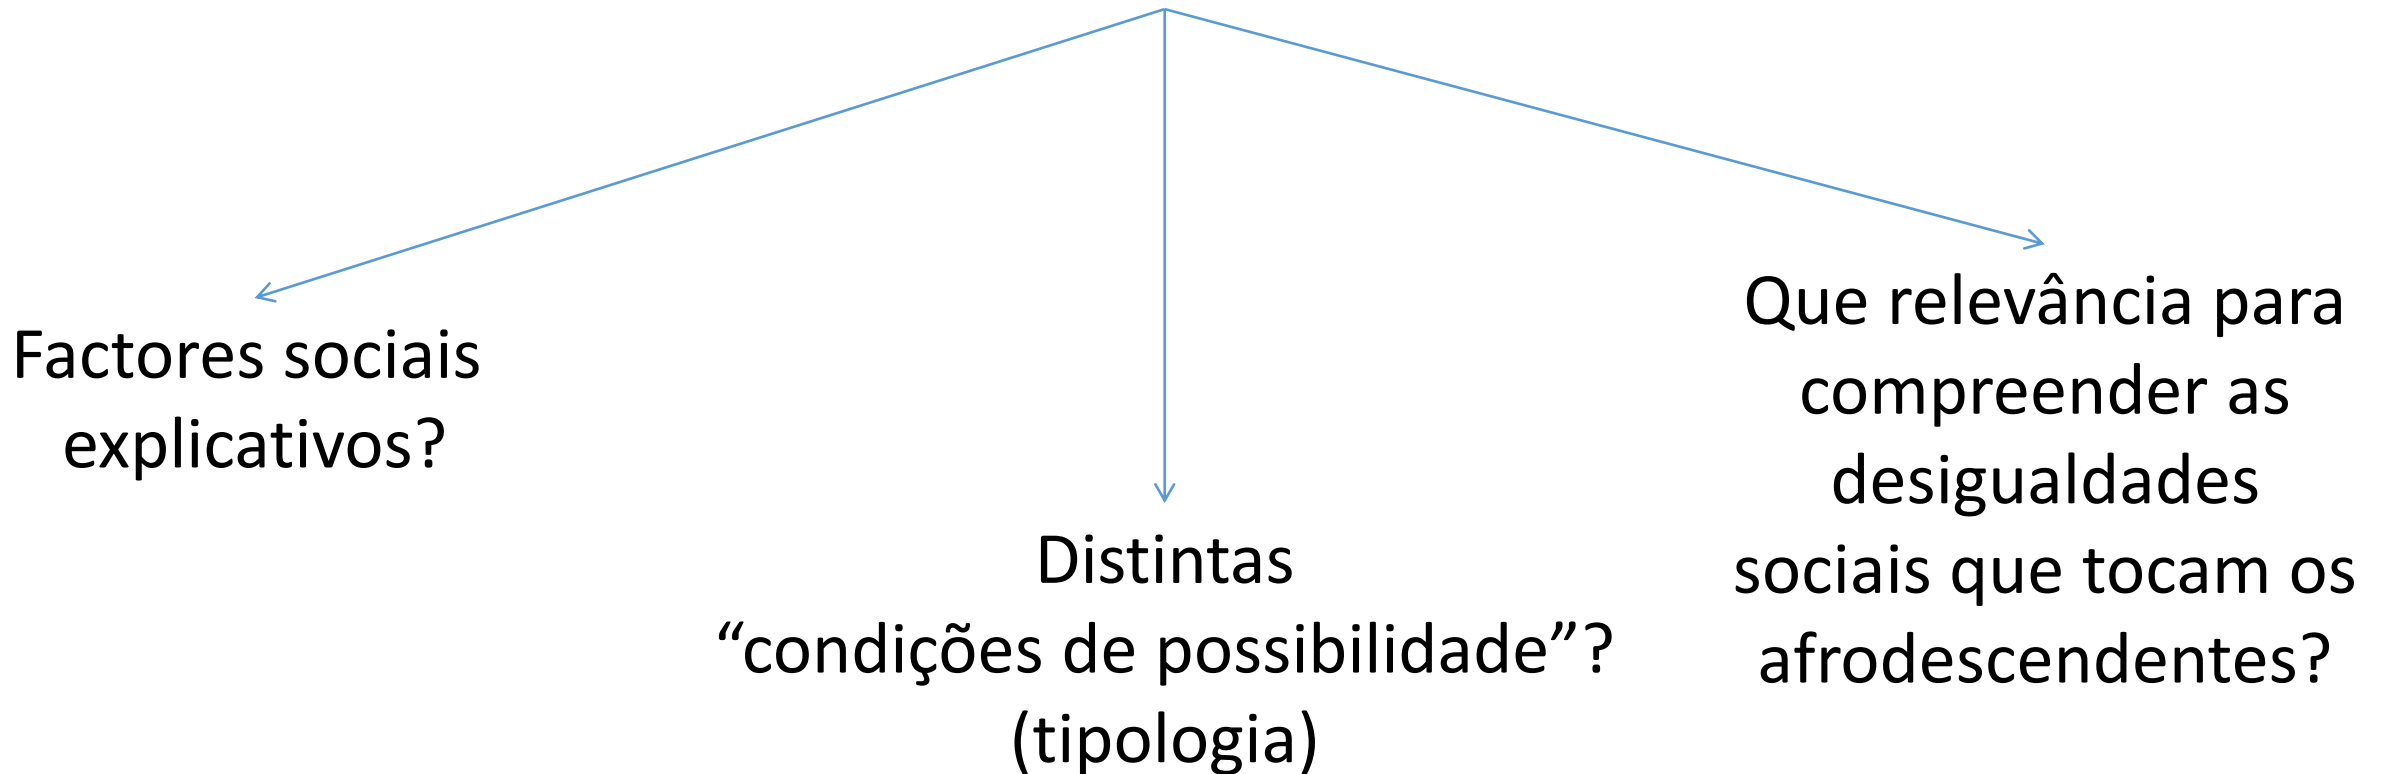 Factores sociais
explicativos?
Distintas
“condições de possibilidade”?
(tipologia)
Que relevância para
compreender as
desigualdades
sociais que tocam os
afrodescendentes?